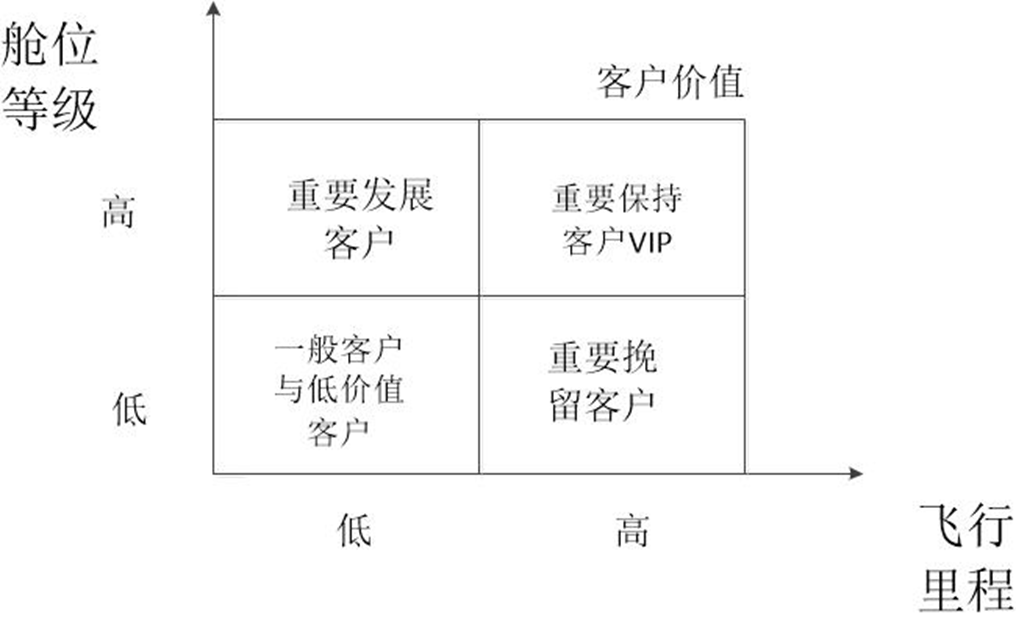 舱位
等级
客户价值
高
重要发展
客户
重要保持
客户VIP
低
一般客户
与低价值
客户
重要挽
留客户
低
高
飞行
里程